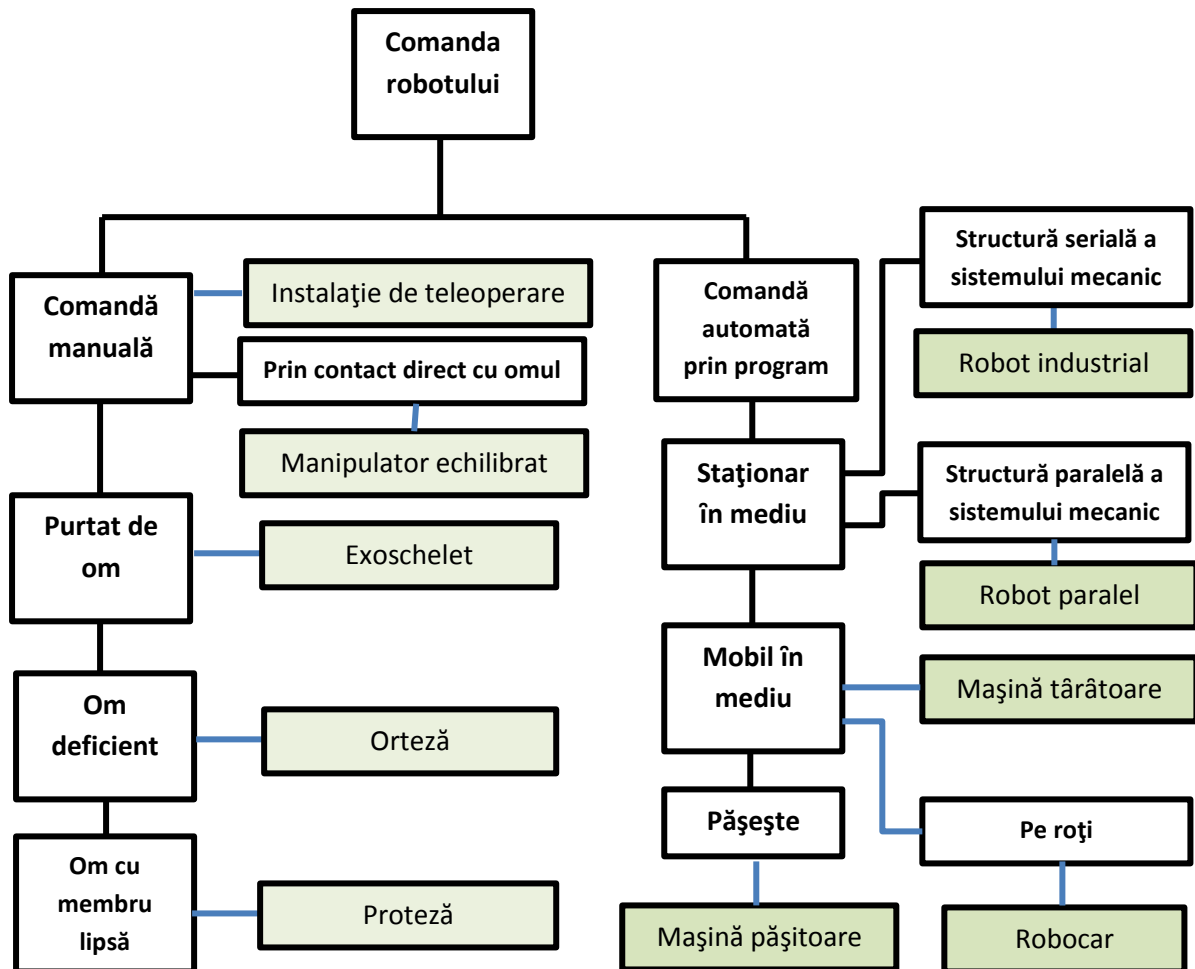 Comanda
robotului
Comandă
manuală
Instalaţie de teleoperare
Prin contact direct cu omul
Manipulator echilibrat
Purtat de
om
Exoschelet
Om
deficient
Orteză
Om cu
membru
lipsă
Proteză
Comandă
automată
prin program
Structură serială a
sistemului mecanic
Robot industrial
Staţionar
în mediu
Structură paralelă a
sistemului mecanic
Robot paralel
Mobil în
mediu
Maşină târâtoare
Păşeşte
Pe roţi
Maşină păşitoare
Robocar